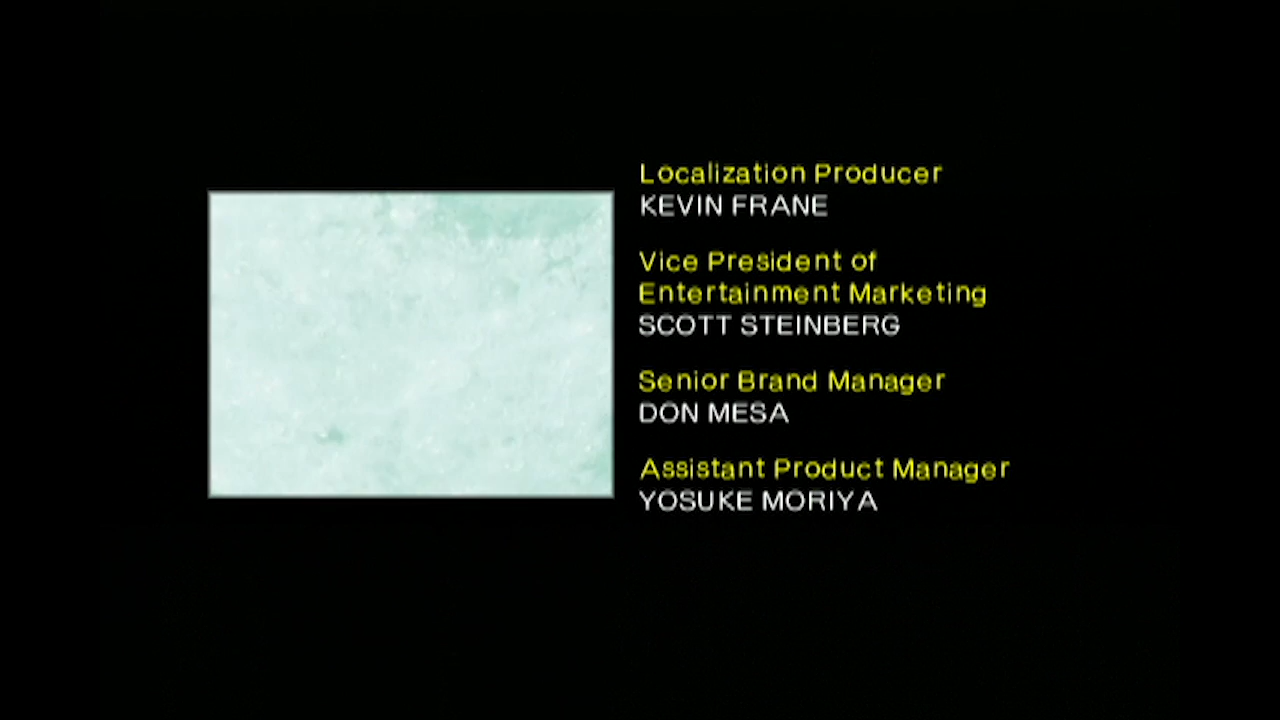 Localization Producer
KEVIN FRANE
Vice President of
Entertainment Marketing
SCOTT STEINBERG
Senior Brand Manager
DON MESA
Assistant Product Manager
YOSUKE MORIYA